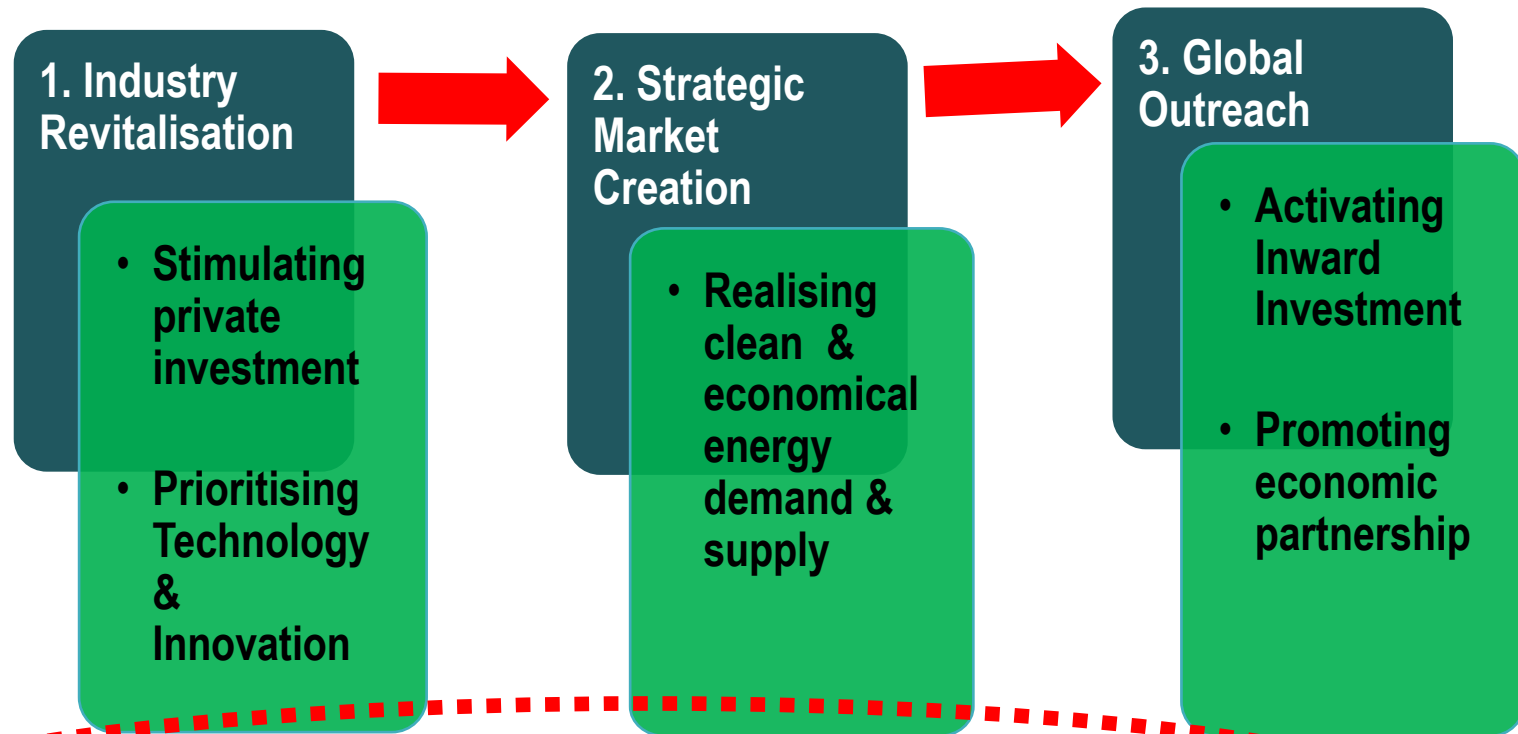 1. Industry
Revitalisation
• Stimulating
private
investment
• Prioritising
Technology
&
Innovation
2. Strategic
Market
Creation
• Realising
clean &
economical
energy
demand &
supply
3. Global
Outreach
• Activating
Inward
Investment
• Promoting
economic
partnership